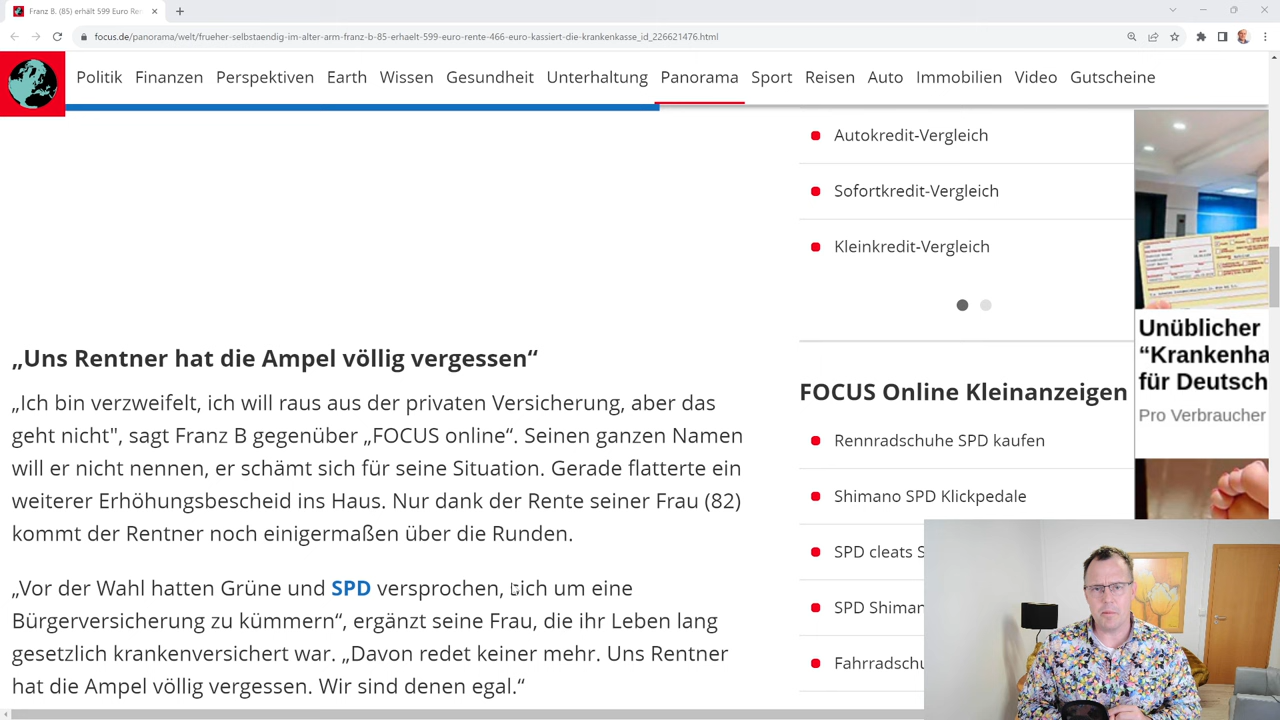 Franz B. (85) erhält 599 Euro Re
focus.de/panorama/welt/frueher-selbstaendig-im-alter-arm-franz-b-85-erhaelt-599-euro-rente-466-euro-kassiert-die-krankenkasse_id_226621476.html
Politik Finanzen Perspektiven Earth Wissen Gesundheit Unterhaltung Panorama Sport Reisen Auto Immobilien Video Gutscheine
Autokredit-Vergleich
Sofortkredit-Vergleich
Kleinkredit-Vergleich
„Uns Rentner hat die Ampel völlig vergessen“
„Ich bin verzweifelt, ich will raus aus der privaten Versicherung, aber das
geht nicht", sagt Franz B gegenüber „FOCUS online“. Seinen ganzen Namen
will er nicht nennen, er schämt sich für seine Situation. Gerade flatterte ein
weiterer Erhöhungsbescheid ins Haus. Nur dank der Rente seiner Frau (82)
kommt der Rentner noch einigermaßen über die Runden.
„Vor der Wahl hatten Grüne und SPD versprochen, sich um eine
Bürgerversicherung zu kümmern“, ergänzt seine Frau, die ihr Leben lang
gesetzlich krankenversichert war. „Davon redet keiner mehr. Uns Rentner
hat die Ampel völlig vergessen. Wir sind denen egal.“
FOCUS Online Kleinanzeigen
Rennradschuhe SPD kaufen
Shimano SPD Klickpedale
SPD cleats S
SPD Shiman
Fahrradschu
Unüblicher
“Krankenha
für Deutsch
Pro Verbraucher